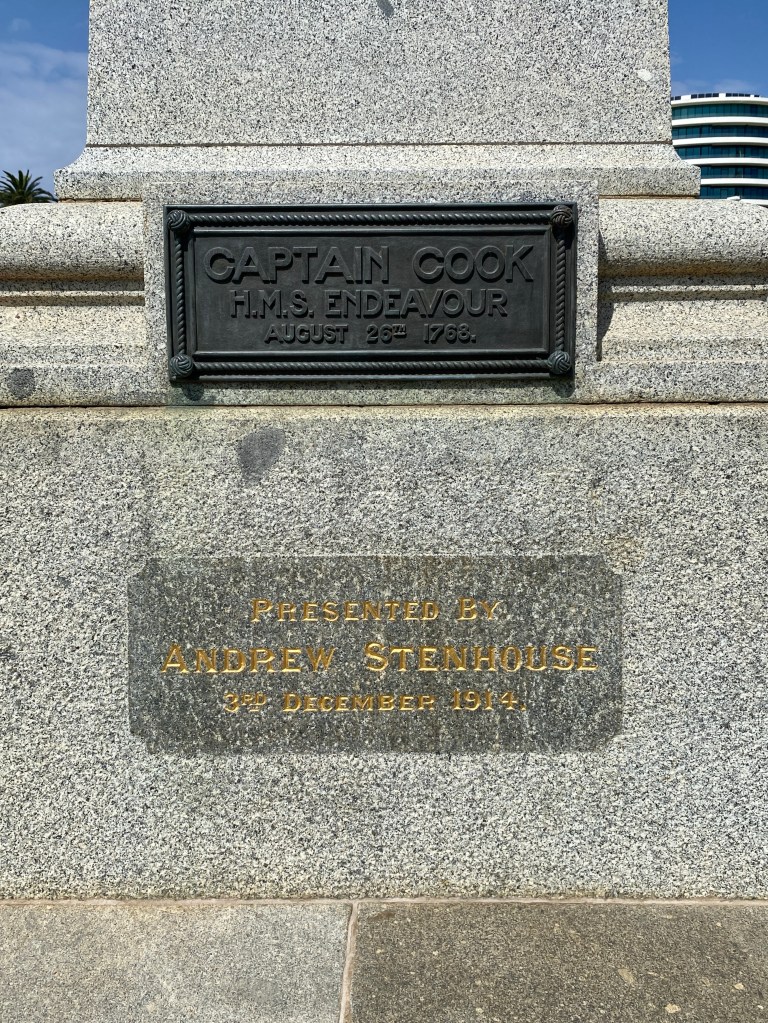 CAPTAIN COOK
H.M.S. ENDEAVOUR
AUGUST 26TH 1768.
PRESENTED BY
ANDREW STENHOUSE
3RD DECEMBER 1914.